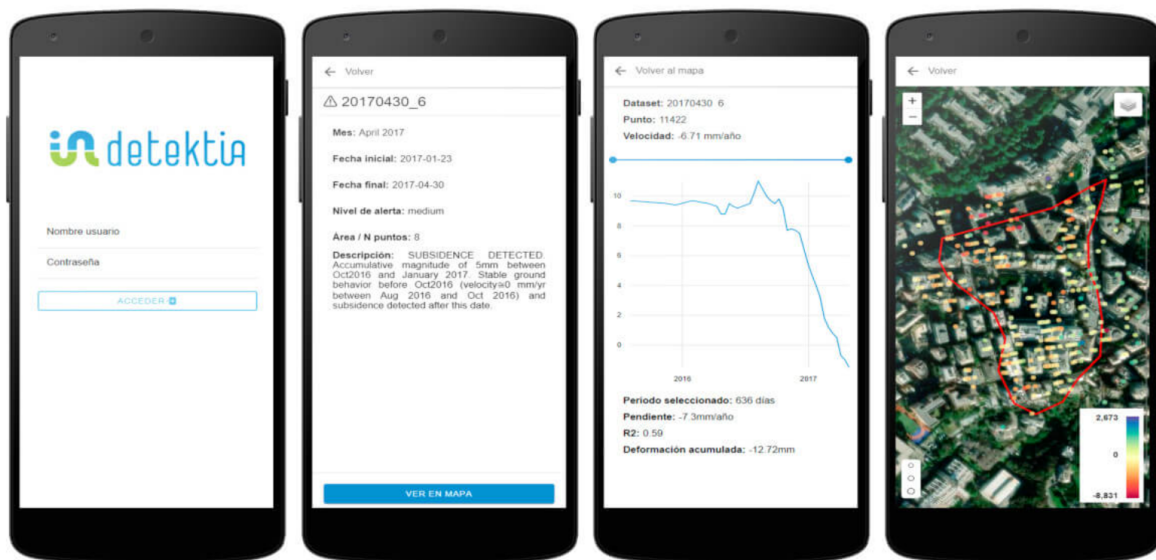 detektia
Nombre usuario
Contraseña
ACCEDER
Volver
20170430_6
Mes: April 2017
Fecha inicial: 2017-01-23
Fecha final: 2017-04-30
Nivel de alerta: medium
Área / N puntos: 8
Descripción: SUBSIDENCE DETECTED.
Accumulative magnitude of 5mm between
Oct2016 and January 2017. Stable ground
behavior before Oct2016 (velocity≅0 mm/yr
between Aug 2016 and Oct 2016) and
subsidence detected after this date.
VER EN MAPA
Volver al mapa
Dataset: 20170430_6
Punto: 11422
Velocidad: -6.71 mm/año
10
8
6
4
2
0
2016
2017
Periodo seleccionado: 636 días
Pendiente: -7.3mm/año
R2: 0.59
Deformación acumulada: -12.72mm
Volver
+
−
2,673
0
-8,831